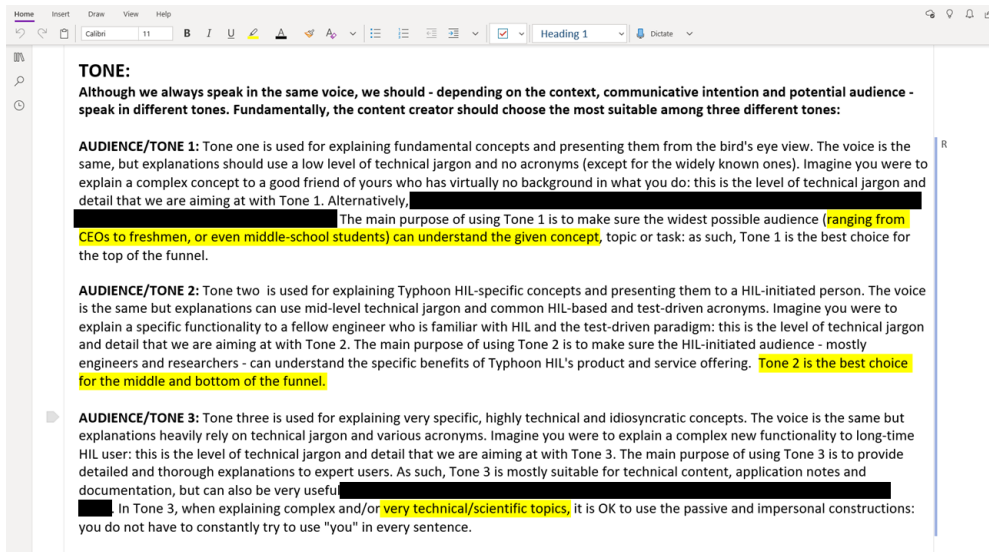 Home Insert Draw View Help
Calibri 11 B I U A A Heading 1 Dictate
TONE:
Although we always speak in the same voice, we should - depending on the context, communicative intention and potential audience -
speak in different tones. Fundamentally, the content creator should choose the most suitable among three different tones:
AUDIENCE/TONE 1: Tone one is used for explaining fundamental concepts and presenting them from the bird's eye view. The voice is the
same, but explanations should use a low level of technical jargon and no acronyms (except for the widely known ones). Imagine you were to
explain a complex concept to a good friend of yours who has virtually no background in what you do: this is the level of technical jargon and
detail that we are aiming at with Tone 1. Alternatively,
The main purpose of using Tone 1 is to make sure the widest possible audience (ranging from
CEOs to freshmen, or even middle-school students) can understand the given concept, topic or task: as such, Tone 1 is the best choice for
the top of the funnel.
AUDIENCE/TONE 2: Tone two is used for explaining Typhoon HIL-specific concepts and presenting them to a HIL-initiated person. The voice
is the same but explanations can use mid-level technical jargon and common HIL-based and test-driven acronyms. Imagine you were to
explain a specific functionality to a fellow engineer who is familiar with HIL and the test-driven paradigm: this is the level of technical jargon
and detail that we are aiming at with Tone 2. The main purpose of using Tone 2 is to make sure the HIL-initiated audience - mostly
engineers and researchers - can understand the specific benefits of Typhoon HIL's product and service offering. Tone 2 is the best choice
for the middle and bottom of the funnel.
AUDIENCE/TONE 3: Tone three is used for explaining very specific, highly technical and idiosyncratic concepts. The voice is the same but
explanations heavily rely on technical jargon and various acronyms. Imagine you were to explain a complex new functionality to long-time
HIL user: this is the level of technical jargon and detail that we are aiming at with Tone 3. The main purpose of using Tone 3 is to provide
detailed and thorough explanations to expert users. As such, Tone 3 is mostly suitable for technical content, application notes and
documentation, but can also be very useful
. In Tone 3, when explaining complex and/or very technical/scientific topics, it is OK to use the passive and impersonal constructions:
you do not have to constantly try to use "you" in every sentence.
R